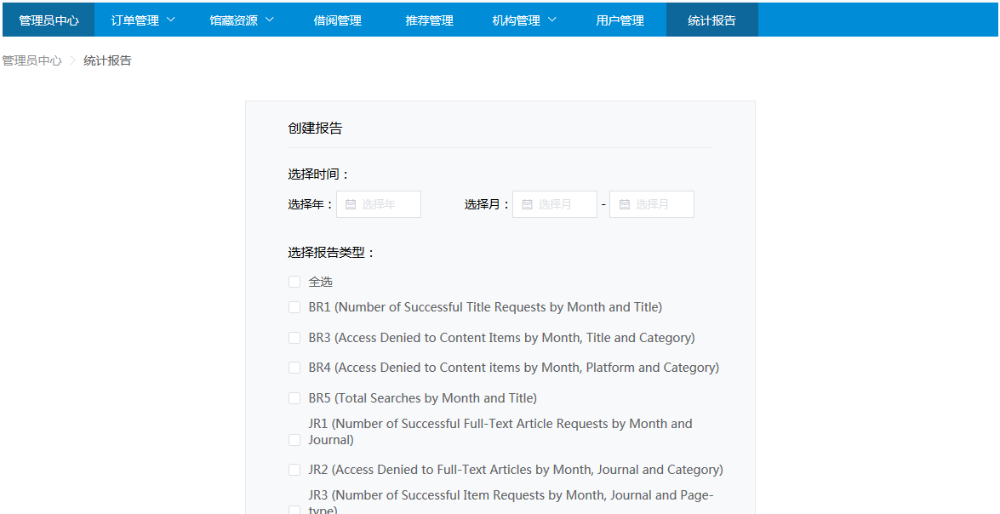 管理员中心 订单管理 馆藏资源 借阅管理 推荐管理 机构管理 用户管理 统计报告
管理员中心 统计报告
创建报告
选择时间：
选择年： 选择年 选择月： 选择月 - 选择月
选择报告类型：
全选
BR1 (Number of Successful Title Requests by Month and Title)
BR3 (Access Denied to Content Items by Month, Title and Category)
BR4 (Access Denied to Content items by Month, Platform and Category)
BR5 (Total Searches by Month and Title)
JR1 (Number of Successful Full-Text Article Requests by Month and
Journal)
JR2 (Access Denied to Full-Text Articles by Month, Journal and Category)
JR3 (Number of Successful Item Requests by Month, Journal and Page-
type)